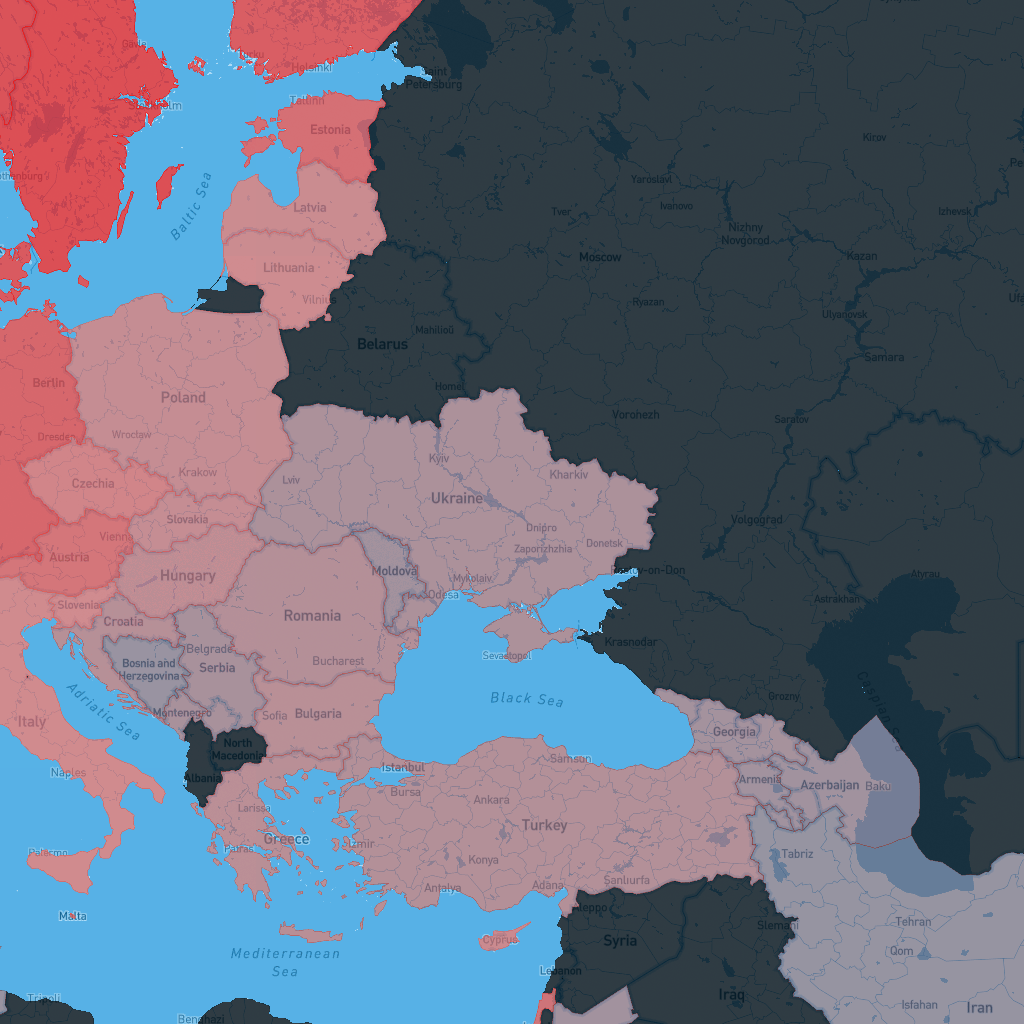 Turku
Helsinki
Saint
Petersburg
Stockholm
Tallinn
Estonia
Kirov
Yaroslavl
Ivanovo
Izhevsk
Tver
Nizhny
Novgorod
Latvia
Baltic Sea
Moscow
Kazan
Lithuania
Ryazan
Ulyanovsk
Vilnius
Mahilioŭ
Belarus
Samara
Berlin
Poland
Homel
Voronezh
Saratov
Wrocław
Dresden
Kyiv
Krakow
Kharkiv
Lviv
Czechia
Ukraine
Slovakia
Dnipro
Volgograd
Vienna
Zaporizhzhia
Donetsk
Austria
Moldova
Hungary
Mykolaiv
Rostov-on-Don
Atyrau
Odesa
Astrakhan
Slovenia
Croatia
Romania
Krasnodar
Belgrade
Sevastopol
Bosnia and
Herzegovina
Serbia
Bucharest
Grozny
Black Sea
Caspian Sea
Adriatic Sea
Montenegro
Sofia
Bulgaria
Italy
Georgia
North
Macedonia
Samsun
Naples
Albania
Istanbul
Armenia
Azerbaijan
Baku
Bursa
Ankara
Larissa
Turkey
Greece
Izmir
Patras
Palermo
Tabriz
Konya
Antalya
Adana
Şanlıurfa
Aleppo
Malta
Cyprus
Syria
Tehran
Mediterranean
Sea
Qom
Lebanon
Iraq
Tripoli
Isfahan
Iran
Benghazi